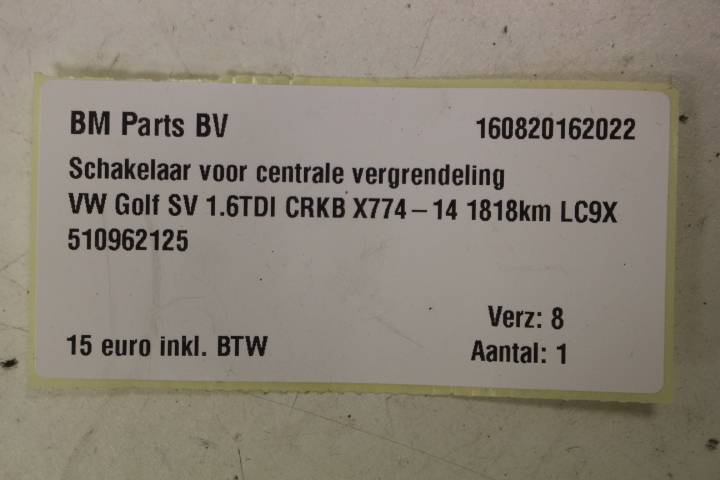 BM Parts BV 160820162022
Schakelaar voor centrale vergrendeling
VW Golf SV 1.6TDI CRKB X774-14 1818km LC9X
510962125
Verz: 8
15 euro inkl. BTW Aantal: 1